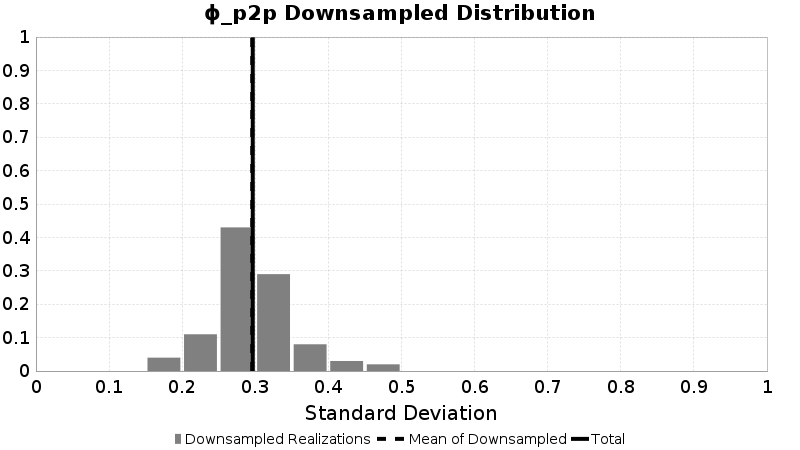 ϕ_p2p Downsampled Distribution
1
0.9
0.8
0.7
0.6
0.5
0.4
0.3
0.2
0.1
0
0 0.1 0.2 0.3 0.4 0.5 0.6 0.7 0.8 0.9 1
Standard Deviation
Downsampled Realizations Mean of Downsampled Total